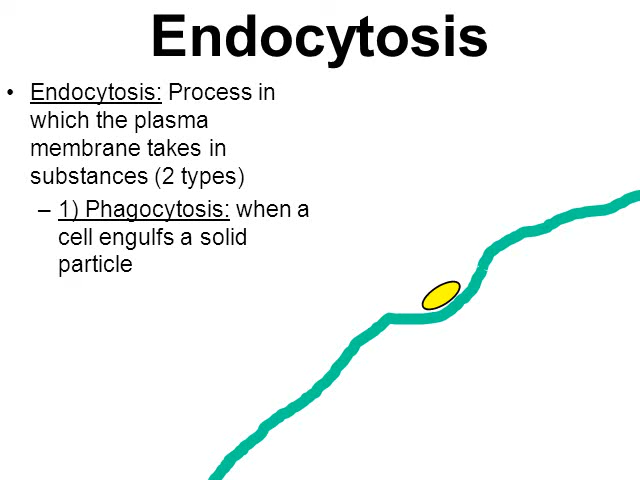 Endocytosis
• Endocytosis: Process in
which the plasma
membrane takes in
substances (2 types)
– 1) Phagocytosis: when a
cell engulfs a solid
particle